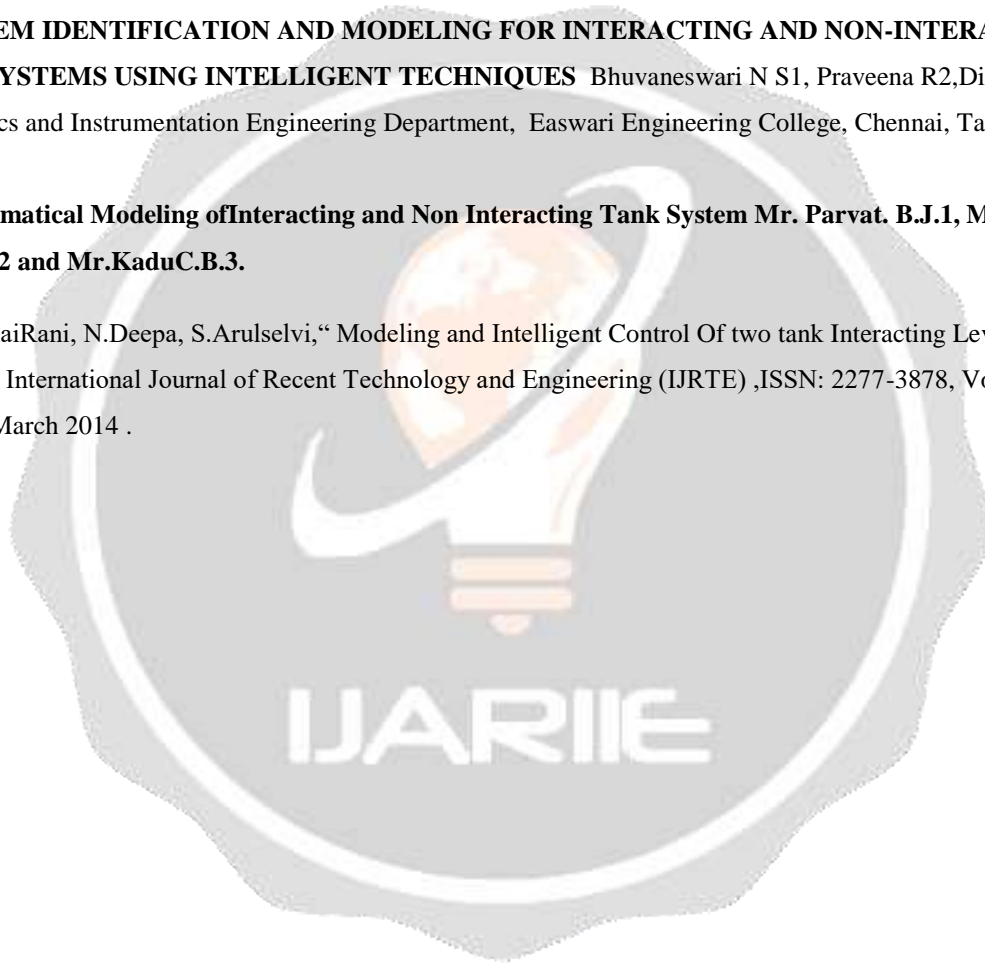 EM IDENTIFICATION AND MODELING FOR INTERACTING AND NON-INTERA
YSTEMS USING INTELLIGENT TECHNIQUES Bhuvaneswari N S1, Praveena R2,Di
cs and Instrumentation Engineering Department, Easwari Engineering College, Chennai, Ta
matical Modeling ofInteracting and Non Interacting Tank System Mr. Parvat. B.J.1, M
2 and Mr.KaduC.B.3.
aiRani, N.Deepa, S.Arulselvi,“ Modeling and Intelligent Control Of two tank Interacting Lev
International Journal of Recent Technology and Engineering (IJRTE) ,ISSN: 2277-3878, Vo
March 2014 .
IJARIIE